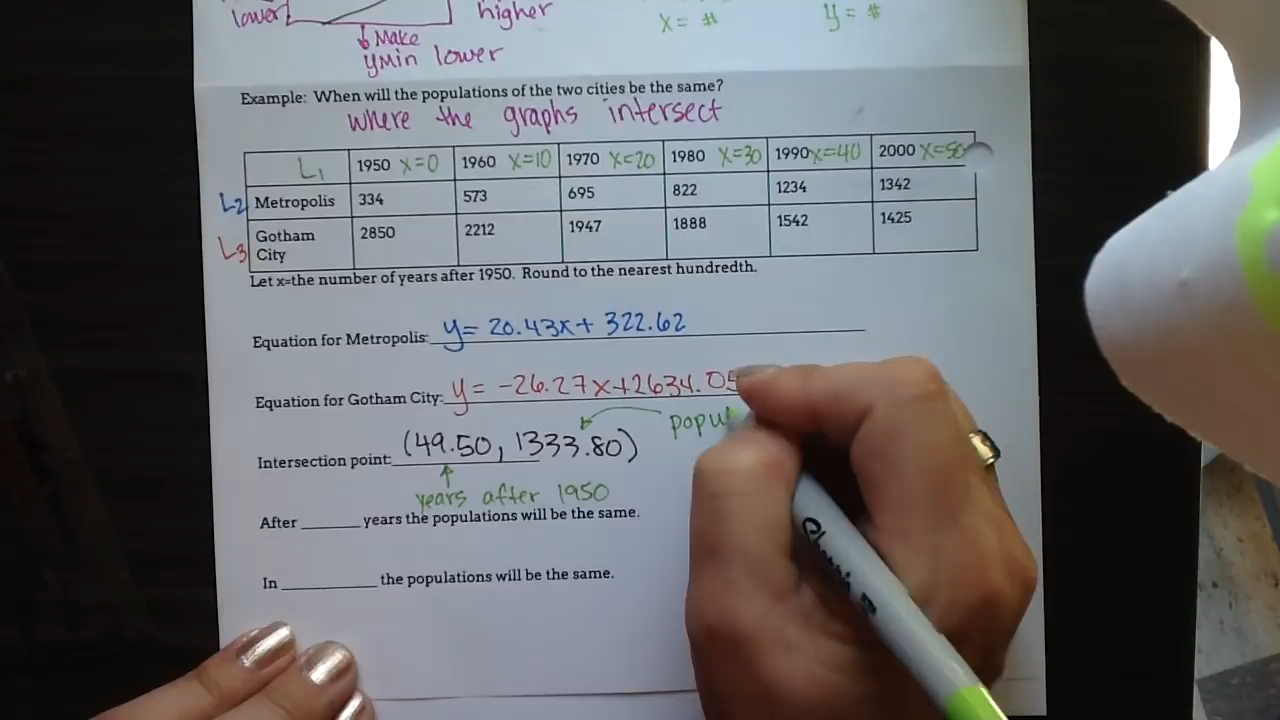 lower higher x = # y = #
Make
yMin lower
Example: When will the populations of the two cities be the same?
where the graphs intersect
L1 1950 x=0 1960 x=10 1970 x=20 1980 x=30 1990 x=40 2000 x=50
L2 Metropolis 334 573 695 822 1234 1342
L3 Gotham City 2850 2212 1947 1888 1542 1425
Let x=the number of years after 1950. Round to the nearest hundredth.
Equation for Metropolis: y= 20.43x+ 322.62
Equation for Gotham City: y = -26.27x+2634.05
popul
Intersection point: (49.50, 1333.80)
years after 1950
After ______ years the populations will be the same.
In __________ the populations will be the same.
Sharpie